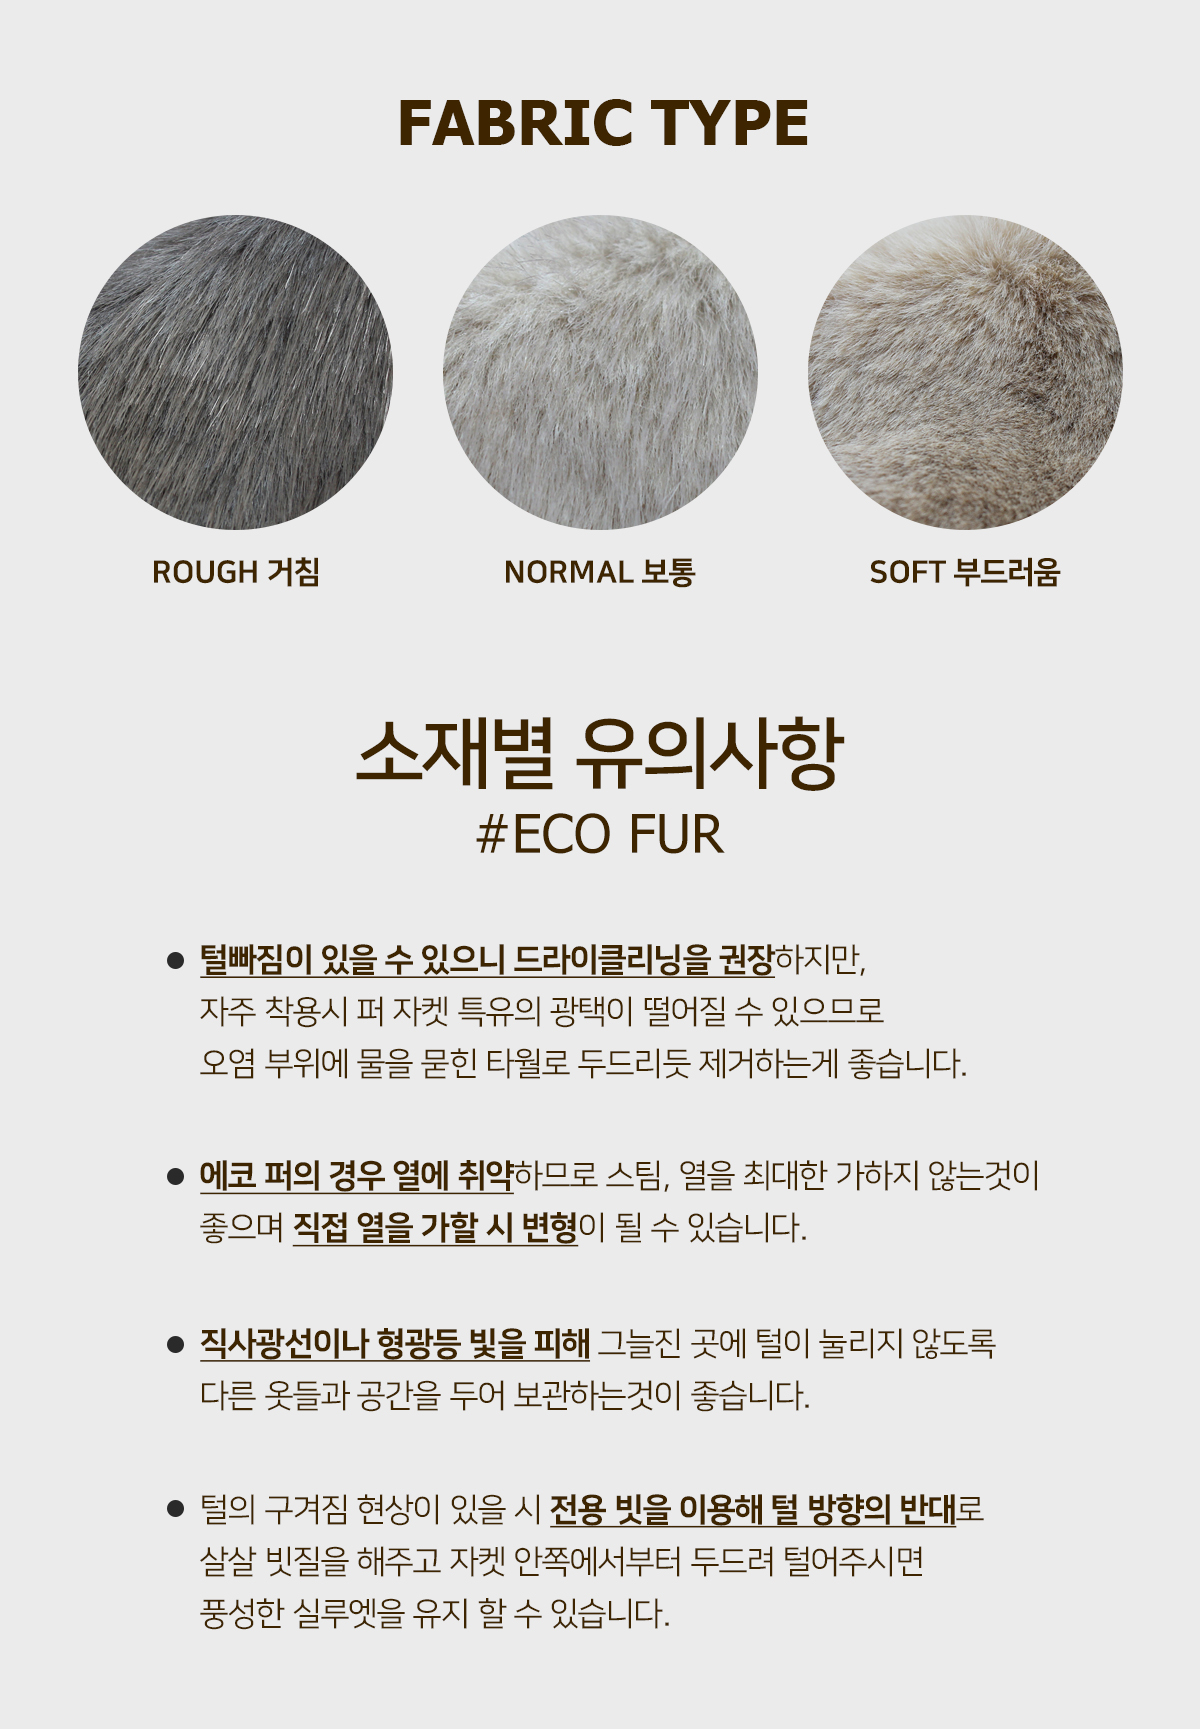 FABRIC TYPE
ROUGH 거침
NORMAL 보통
SOFT 부드러움
소재별 유의사항
#ECO FUR
● 털빠짐이 있을 수 있으니 드라이클리닝을 권장하지만,
자주 착용시 퍼 자켓 특유의 광택이 떨어질 수 있으므로
오염 부위에 물을 묻힌 타월로 두드리듯 제거하는게 좋습니다.
● 에코 퍼의 경우 열에 취약하므로 스팀, 열을 최대한 가하지 않는것이
좋으며 직접 열을 가할 시 변형이 될 수 있습니다.
● 직사광선이나 형광등 빛을 피해 그늘진 곳에 털이 눌리지 않도록
다른 옷들과 공간을 두어 보관하는것이 좋습니다.
● 털의 구겨짐 현상이 있을 시 전용 빗을 이용해 털 방향의 반대로
살살 빗질을 해주고 자켓 안쪽에서부터 두드려 털어주시면
풍성한 실루엣을 유지 할 수 있습니다.